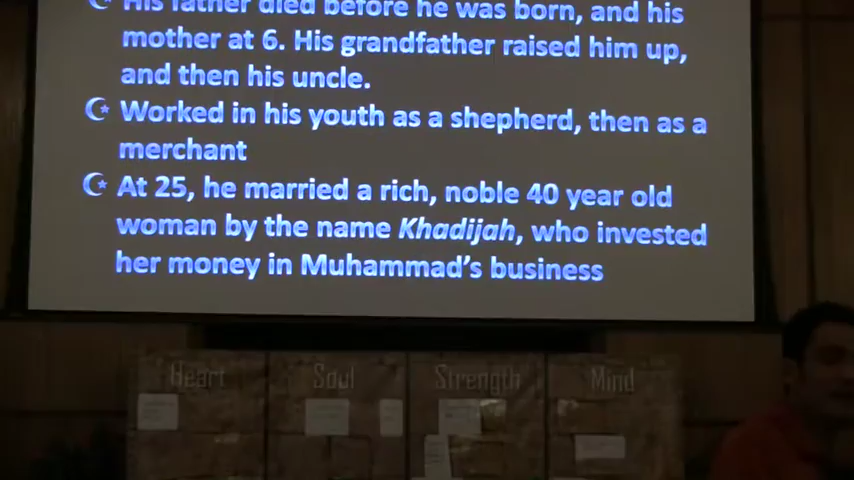 His father died before he was born, and his
mother at 6. His grandfather raised him up,
and then his uncle.
Worked in his youth as a shepherd, then as a
merchant
At 25, he married a rich, noble 40 year old
woman by the name Khadijah, who invested
her money in Muhammad's business
Heart Soul Strength Mind